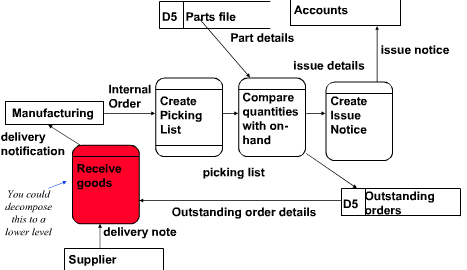 Accounts
D5 Parts file
Part details
issue notice
issue details
Internal
Order
Create
Picking
List
Compare
quantities
with on-
hand
Create
Issue
Notice
Manufacturing
delivery
notification
picking list
Receive
goods
You could
decompose
this to a
lower level
D5 Outstanding
orders
Outstanding order details
delivery note
Supplier